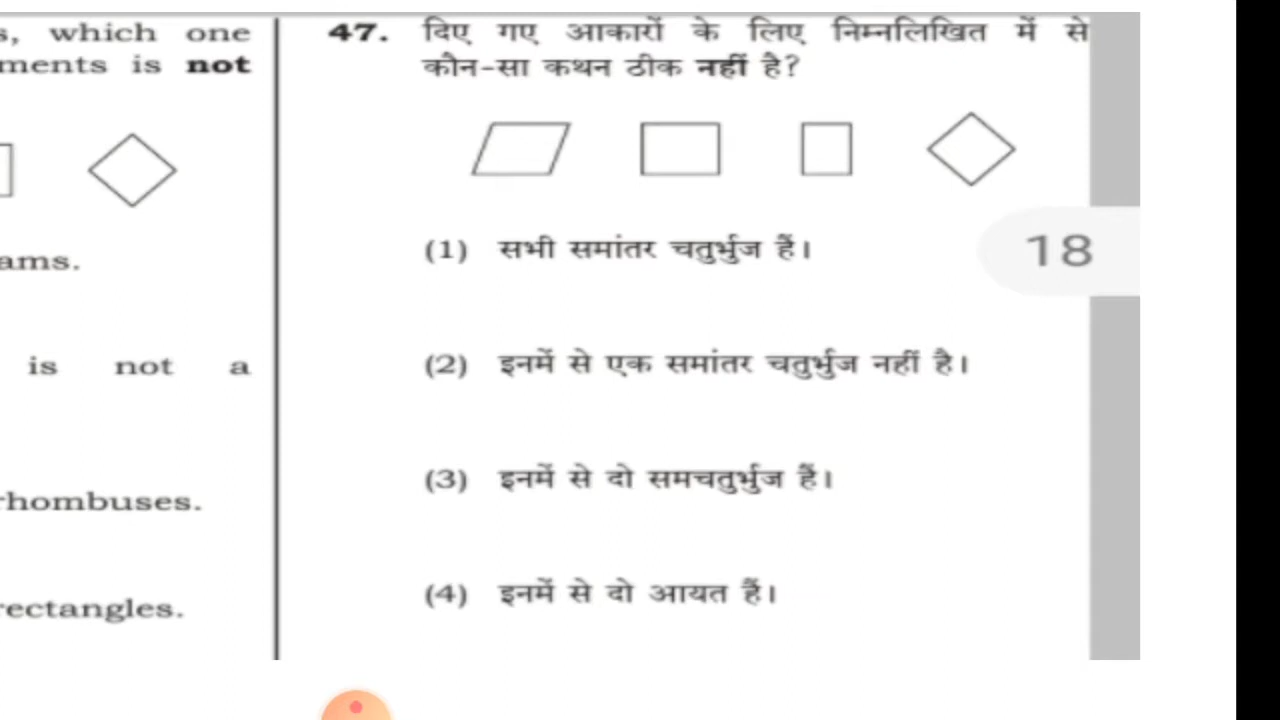 s, which one
ments is not
ams.
is not a
rhombuses.
rectangles.
47. दिए गए आकारों के लिए निम्नलिखित में से
कौन-सा कथन ठीक नहीं है?
(1) सभी समांतर चतुर्भुज हैं।
18
(2) इनमें से एक समांतर चतुर्भुज नहीं है।
(3) इनमें से दो समचतुर्भुज हैं।
(4) इनमें से दो आयत हैं।